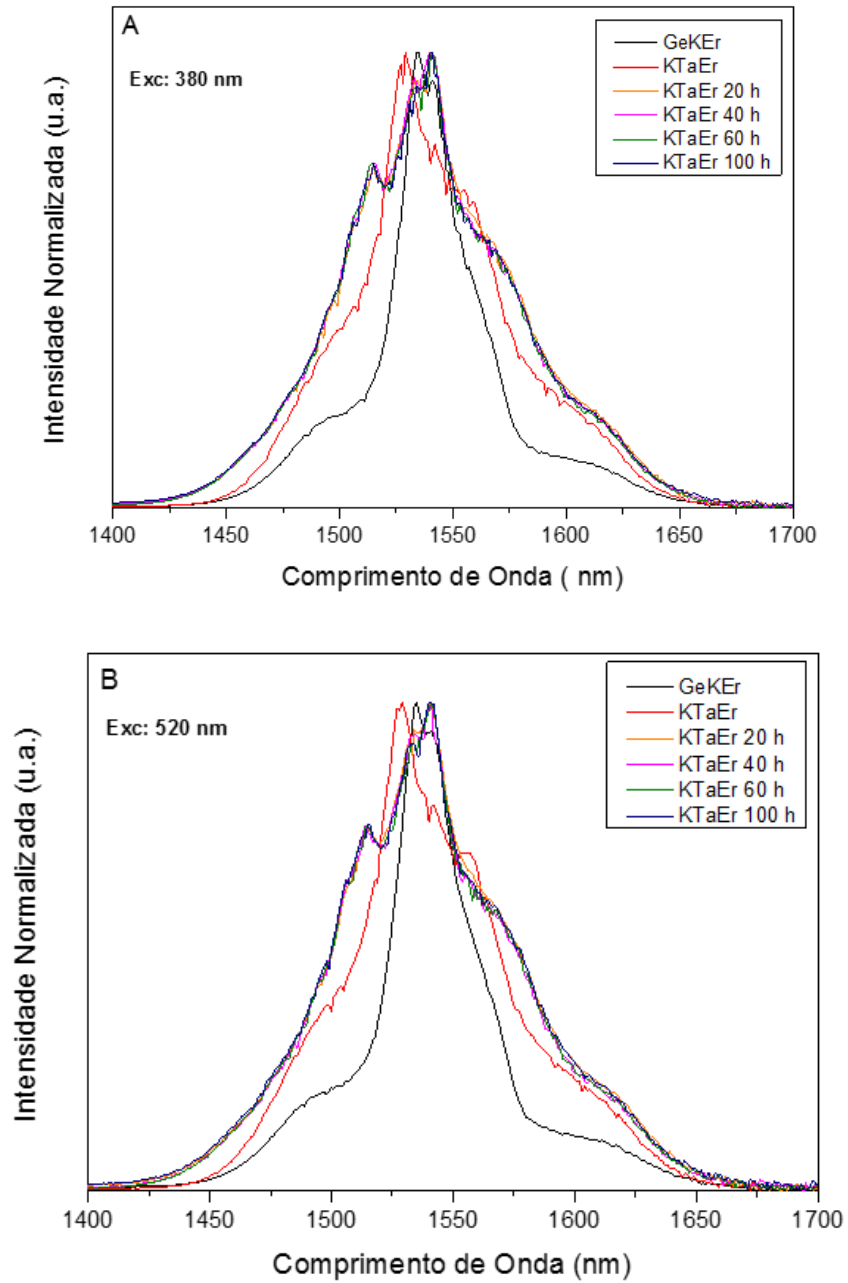 A
Exc: 380 nm
GeKEr
KTaEr
KTaEr 20 h
KTaEr 40 h
KTaEr 60 h
KTaEr 100 h
Intensidade Normalizada (u.a.)
1400 1450 1500 1550 1600 1650 1700
Comprimento de Onda ( nm)
B
Exc: 520 nm
GeKEr
KTaEr
KTaEr 20 h
KTaEr 40 h
KTaEr 60 h
KTaEr 100 h
Intensidade Normalizada (u.a.)
1400 1450 1500 1550 1600 1650 1700
Comprimento de Onda (nm)